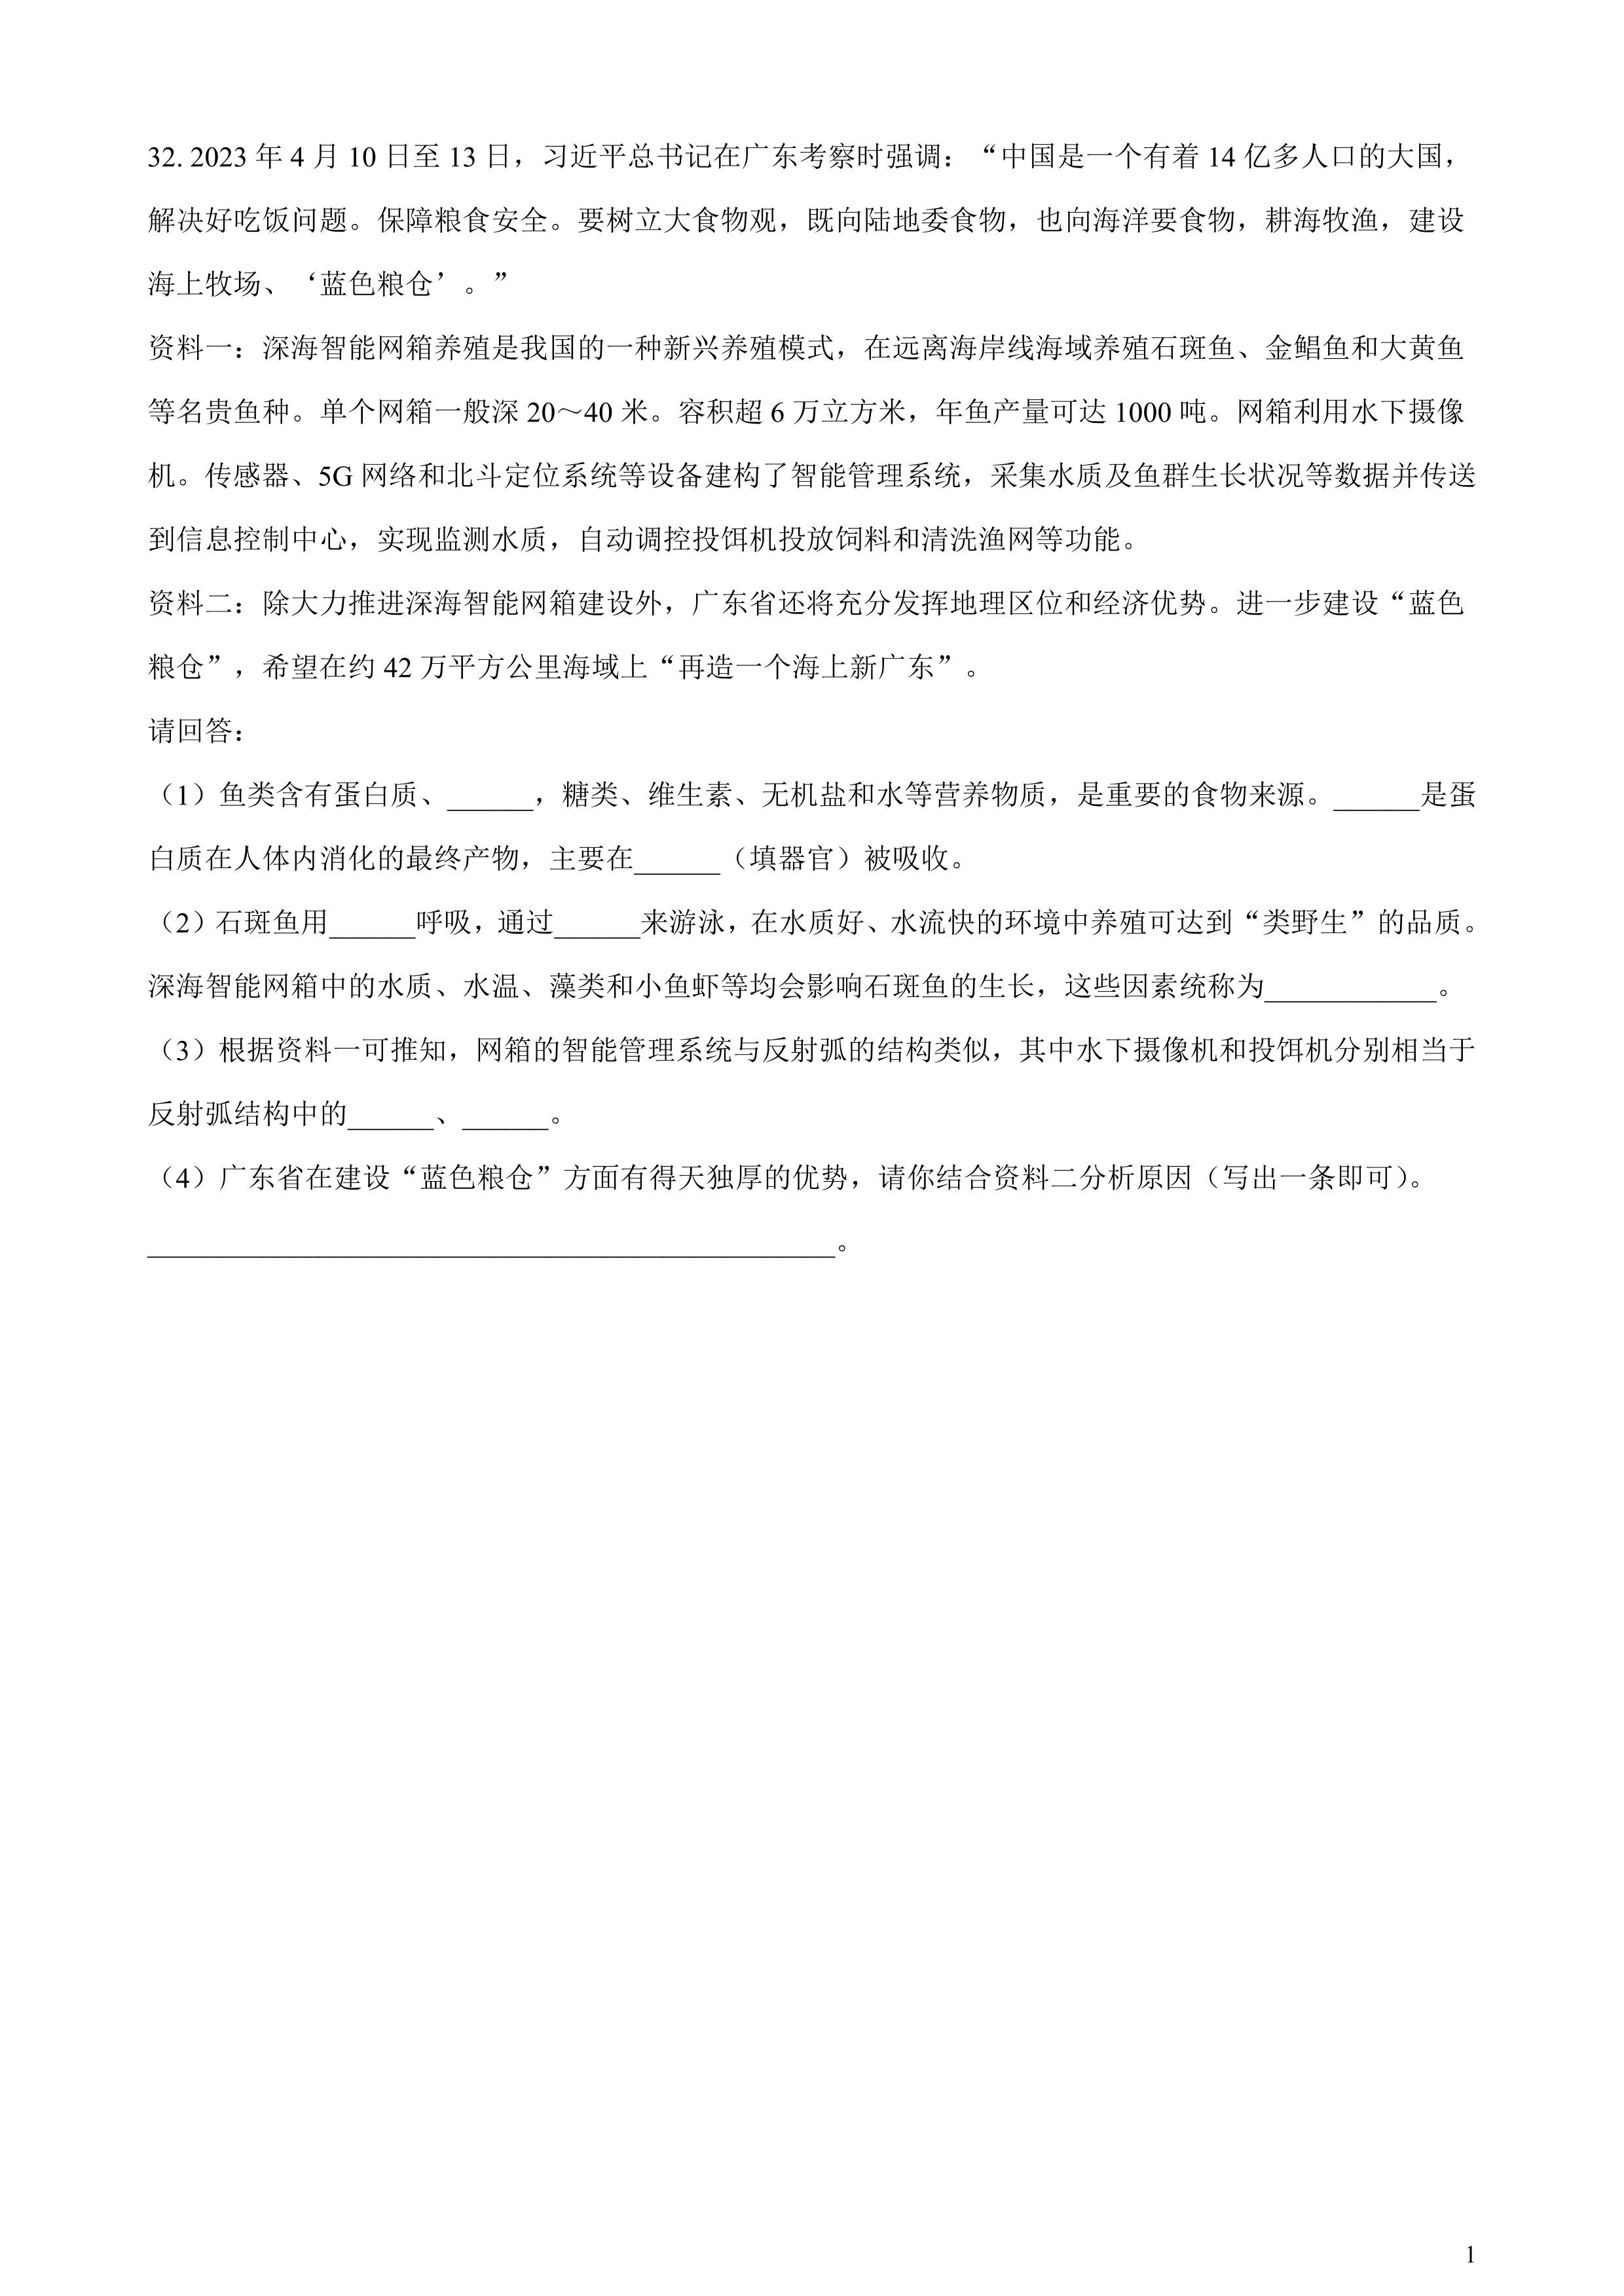 32. 2023 年 4 月 10 日至 13 日，习近平总书记在广东考察时强调：“中国是一个有着 14 亿多人口的大国，
解决好吃饭问题。保障粮食安全。要树立大食物观，既向陆地委食物，也向海洋要食物，耕海牧渔，建设
海上牧场、‘蓝色粮仓’。”
资料一：深海智能网箱养殖是我国的一种新兴养殖模式，在远离海岸线海域养殖石斑鱼、金鲳鱼和大黄鱼
等名贵鱼种。单个网箱一般深 20～40 米。容积超 6 万立方米，年鱼产量可达 1000 吨。网箱利用水下摄像
机。传感器、5G 网络和北斗定位系统等设备建构了智能管理系统，采集水质及鱼群生长状况等数据并传送
到信息控制中心，实现监测水质，自动调控投饵机投放饲料和清洗渔网等功能。
资料二：除大力推进深海智能网箱建设外，广东省还将充分发挥地理区位和经济优势。进一步建设“蓝色
粮仓”，希望在约 42 万平方公里海域上“再造一个海上新广东”。
请回答：
（1）鱼类含有蛋白质、______，糖类、维生素、无机盐和水等营养物质，是重要的食物来源。______是蛋
白质在人体内消化的最终产物，主要在______（填器官）被吸收。
（2）石斑鱼用______呼吸，通过______来游泳，在水质好、水流快的环境中养殖可达到“类野生”的品质。
深海智能网箱中的水质、水温、藻类和小鱼虾等均会影响石斑鱼的生长，这些因素统称为____________。
（3）根据资料一可推知，网箱的智能管理系统与反射弧的结构类似，其中水下摄像机和投饵机分别相当于
反射弧结构中的______、______。
（4）广东省在建设“蓝色粮仓”方面有得天独厚的优势，请你结合资料二分析原因（写出一条即可）。
________________________________________________。
1